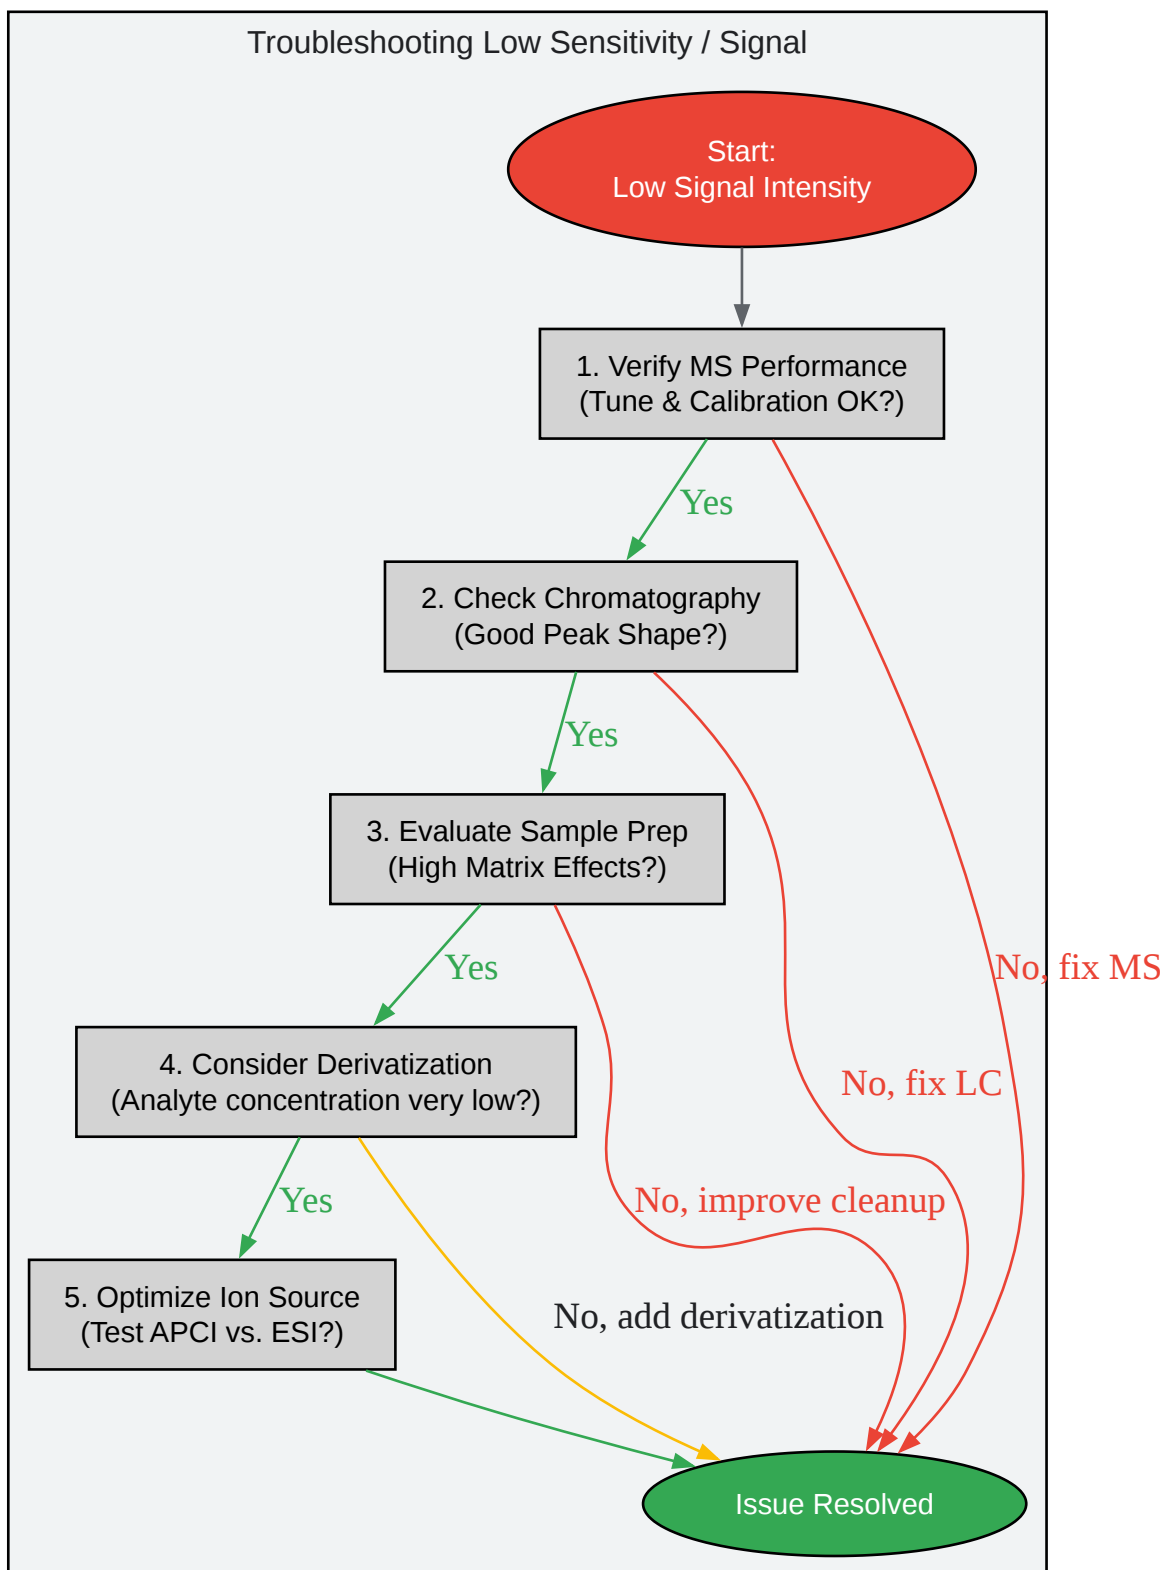 Troubleshooting Low Sensitivity / Signal
Start:
Low Signal Intensity
1. Verify MS Performance
(Tune & Calibration OK?)
Yes
2. Check Chromatography
(Good Peak Shape?)
Yes
3. Evaluate Sample Prep
(High Matrix Effects?)
Yes
No, fix MS
4. Consider Derivatization
(Analyte concentration very low?)
No, fix LC
Yes
No, improve cleanup
5. Optimize Ion Source
(Test APCI vs. ESI?)
No, add derivatization
Issue Resolved